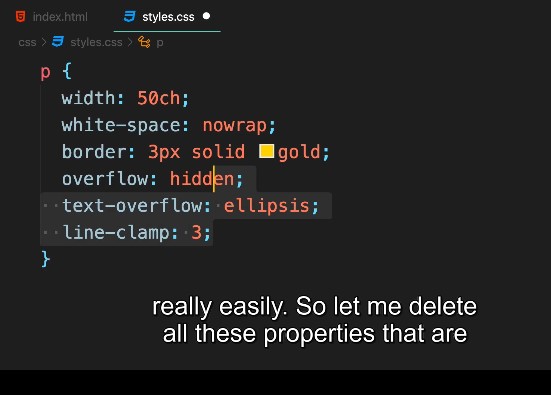 index.html styles.css
css > styles.css > p
p {
width: 50ch;
white-space: nowrap;
border: 3px solid gold;
overflow: hidden;
text-overflow: ellipsis;
line-clamp: 3;
}
really easily. So let me delete
all these properties that are